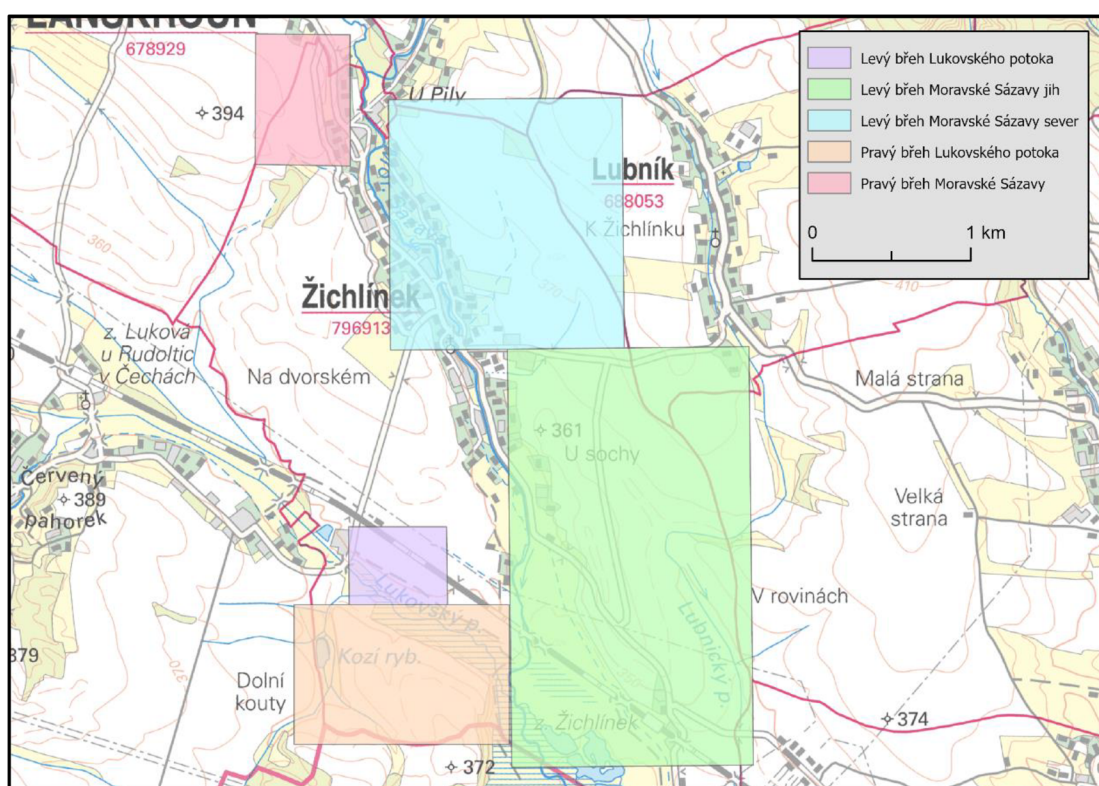 LANŠKROUN
678929
394
U Pily
Lubník
688053
K Žichlínku
360
370
410
Žichlínek
796913
z. Luková
u Rudoltic
v Čechách
Na dvorském
Malá strana
361
U sochy
Červený
389
pahorek
Velká
strana
Lukovský p.
Lubnický p.
V rovinách
Kozí ryb.
379
370
Dolní
kouty
350
z. Žichlínek
374
372
Levý břeh Lukovského potoka
Levý břeh Moravské Sázavy jih
Levý břeh Moravské Sázavy sever
Pravý břeh Lukovského potoka
Pravý břeh Moravské Sázavy
0 1 km